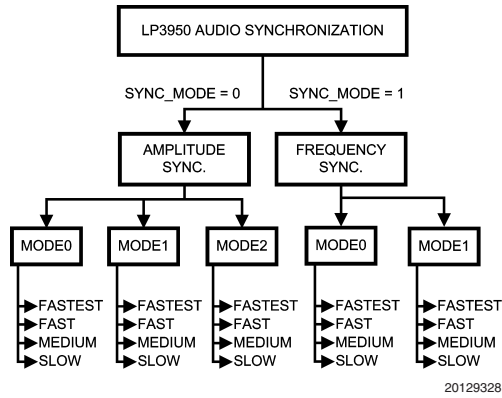 LP3950 AUDIO SYNCHRONIZATION
SYNC_MODE = 0
SYNC_MODE = 1
AMPLITUDE
SYNC.
FREQUENCY
SYNC.
MODE0
MODE1
MODE2
MODE0
MODE1
FASTEST
FAST
MEDIUM
SLOW
FASTEST
FAST
MEDIUM
SLOW
FASTEST
FAST
MEDIUM
SLOW
FASTEST
FAST
MEDIUM
SLOW
FASTEST
FAST
MEDIUM
SLOW
20129328